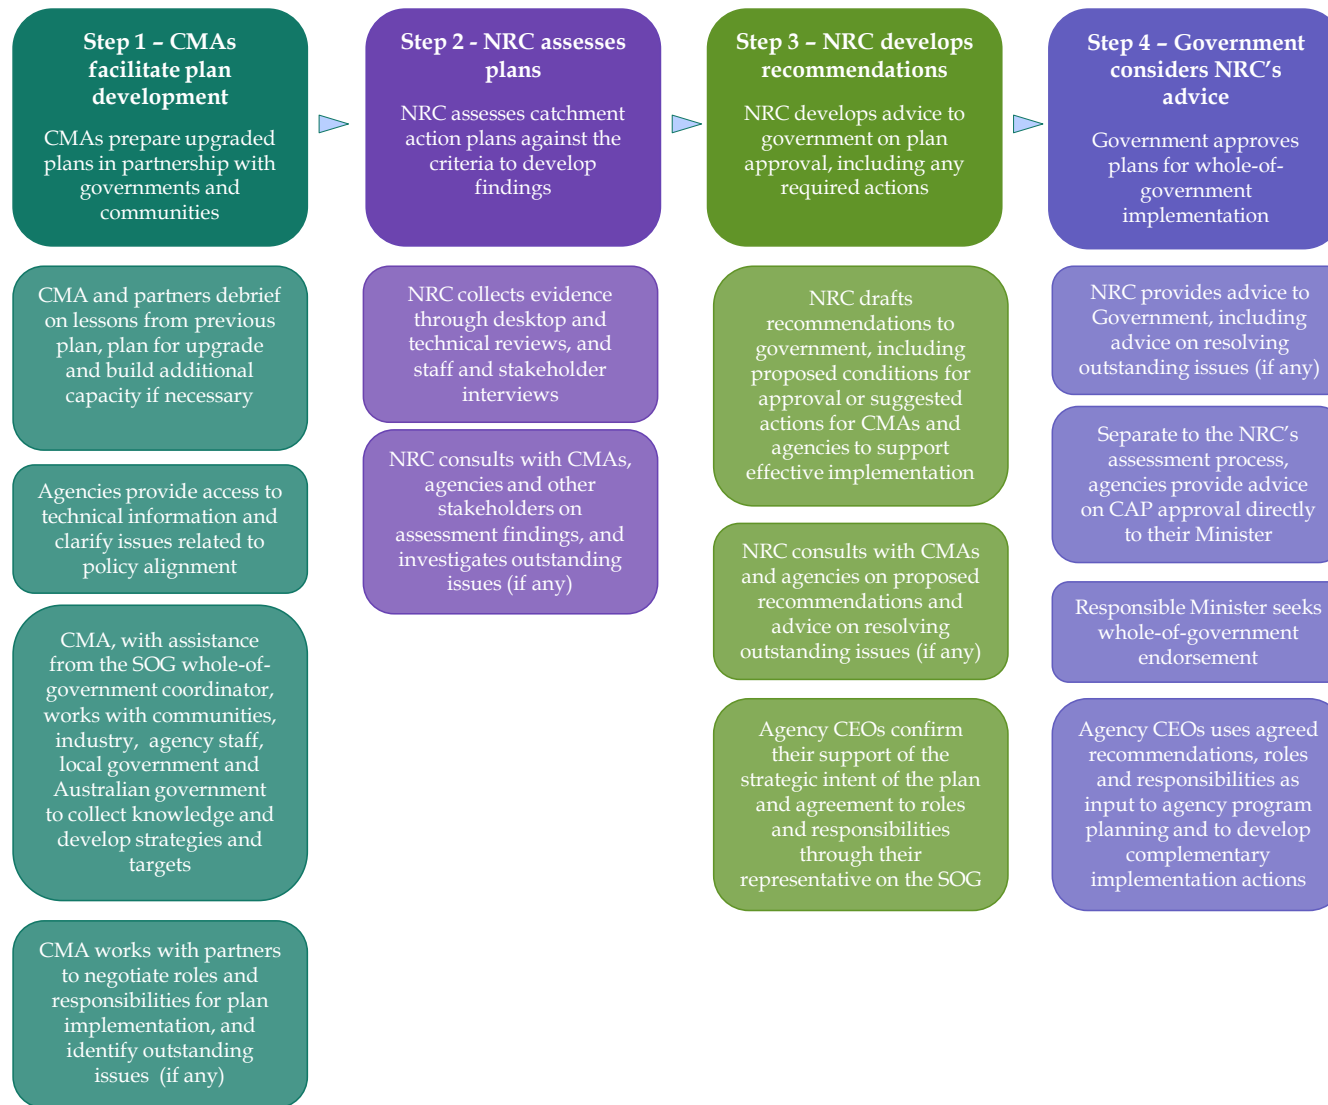 Step 1 – CMAs
facilitate plan
development
CMAs prepare upgraded
plans in partnership with
governments and
communities
CMA and partners debrief
on lessons from previous
plan, plan for upgrade
and build additional
capacity if necessary
Agencies provide access to
technical information and
clarify issues related to
policy alignment
CMA, with assistance
from the SOG whole-of-
government coordinator,
works with communities,
industry, agency staff,
local government and
Australian government
to collect knowledge and
develop strategies and
targets
CMA works with partners
to negotiate roles and
responsibilities for plan
implementation, and
identify outstanding
issues (if any)
Step 2 - NRC assesses
plans
NRC assesses catchment
action plans against the
criteria to develop
findings
NRC collects evidence
through desktop and
technical reviews, and
staff and stakeholder
interviews
NRC consults with CMAs,
agencies and other
stakeholders on
assessment findings, and
investigates outstanding
issues (if any)
Step 3 – NRC develops
recommendations
NRC develops advice to
government on plan
approval, including any
required actions
NRC drafts
recommendations to
government, including
proposed conditions for
approval or suggested
actions for CMAs and
agencies to support
effective implementation
NRC consults with CMAs
and agencies on proposed
recommendations and
advice on resolving
outstanding issues (if any)
Agency CEOs confirm
their support of the
strategic intent of the plan
and agreement to roles
and responsibilities
through their
representative on the SOG
Step 4 – Government
considers NRC's
advice
Government approves
plans for whole-of-
government
implementation
NRC provides advice to
Government, including
advice on resolving
outstanding issues (if any)
Separate to the NRC's
assessment process,
agencies provide advice
on CAP approval directly
to their Minister
Responsible Minister seeks
whole-of-government
endorsement
Agency CEOs uses agreed
recommendations, roles
and responsibilities as
input to agency program
planning and to develop
complementary
implementation actions